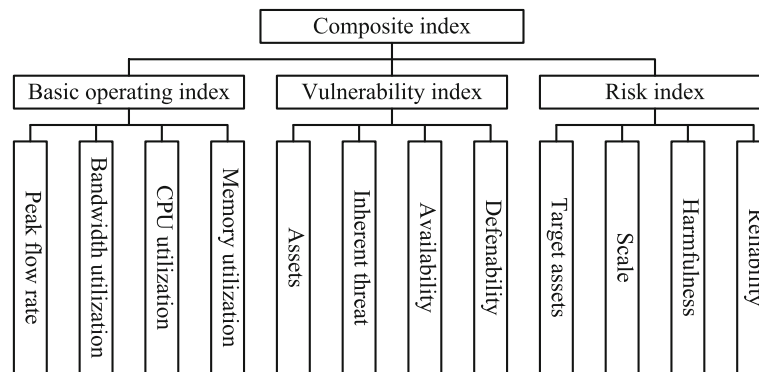 Composite index
Basic operating index
Vulnerability index
Risk index
Peak flow rate
Bandwidth utilization
CPU utilization
Memory utilization
Assets
Inherent threat
Availability
Defenability
Target assets
Scale
Harmfulness
Reliability